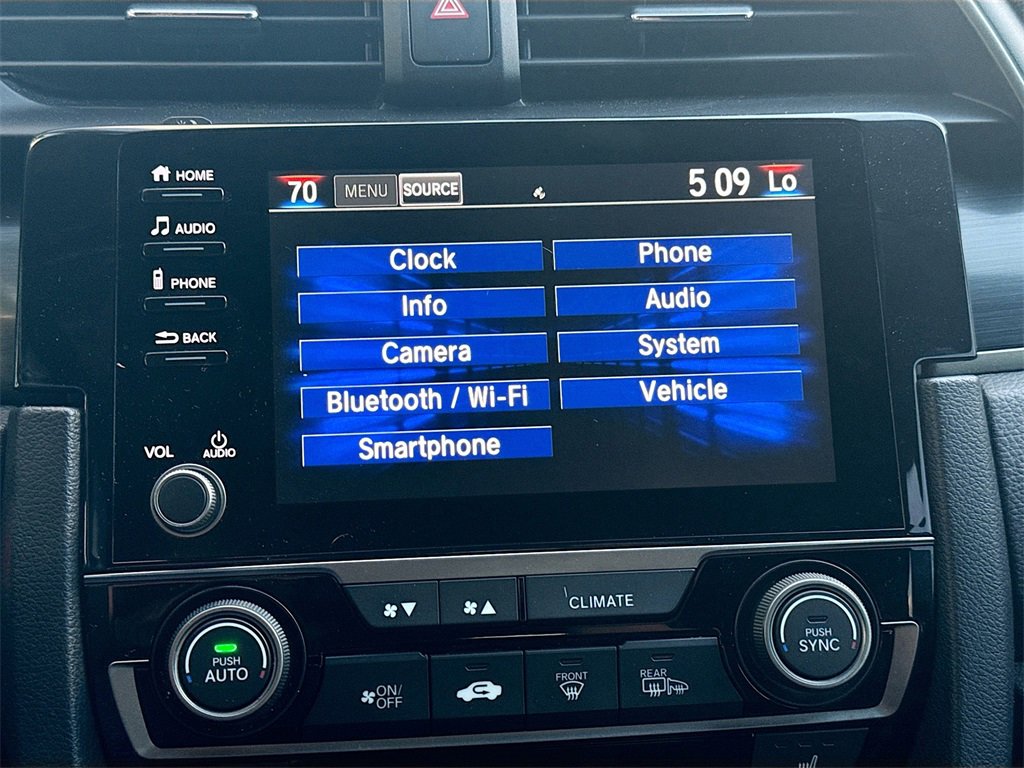 HOME
AUDIO
PHONE
BACK
VOL
AUDIO
70 MENU SOURCE 5 09 Lo
Clock Phone
Info Audio
Camera System
Bluetooth / Wi-Fi Vehicle
Smartphone
CLIMATE
PUSH
AUTO
PUSH
SYNC
ON/
OFF
FRONT
REAR